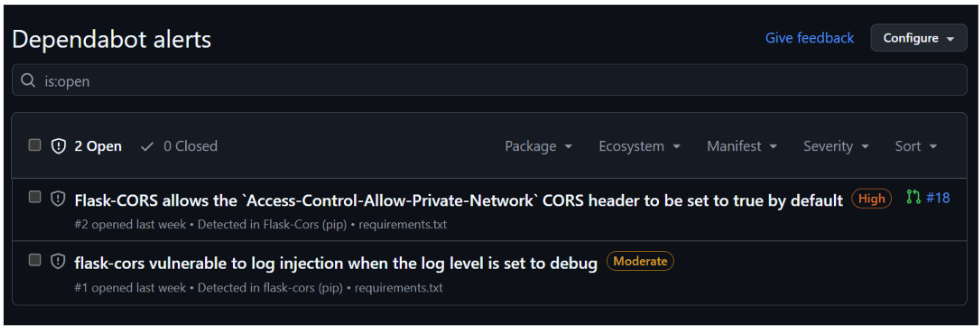 Dependabot alerts
Give feedback
Configure
is:open
2 Open 0 Closed Package Ecosystem Manifest Severity Sort
Flask-CORS allows the `Access-Control-Allow-Private-Network` CORS header to be set to true by default High #18
#2 opened last week • Detected in Flask-Cors (pip) • requirements.txt
flask-cors vulnerable to log injection when the log level is set to debug Moderate
#1 opened last week • Detected in flask-cors (pip) • requirements.txt